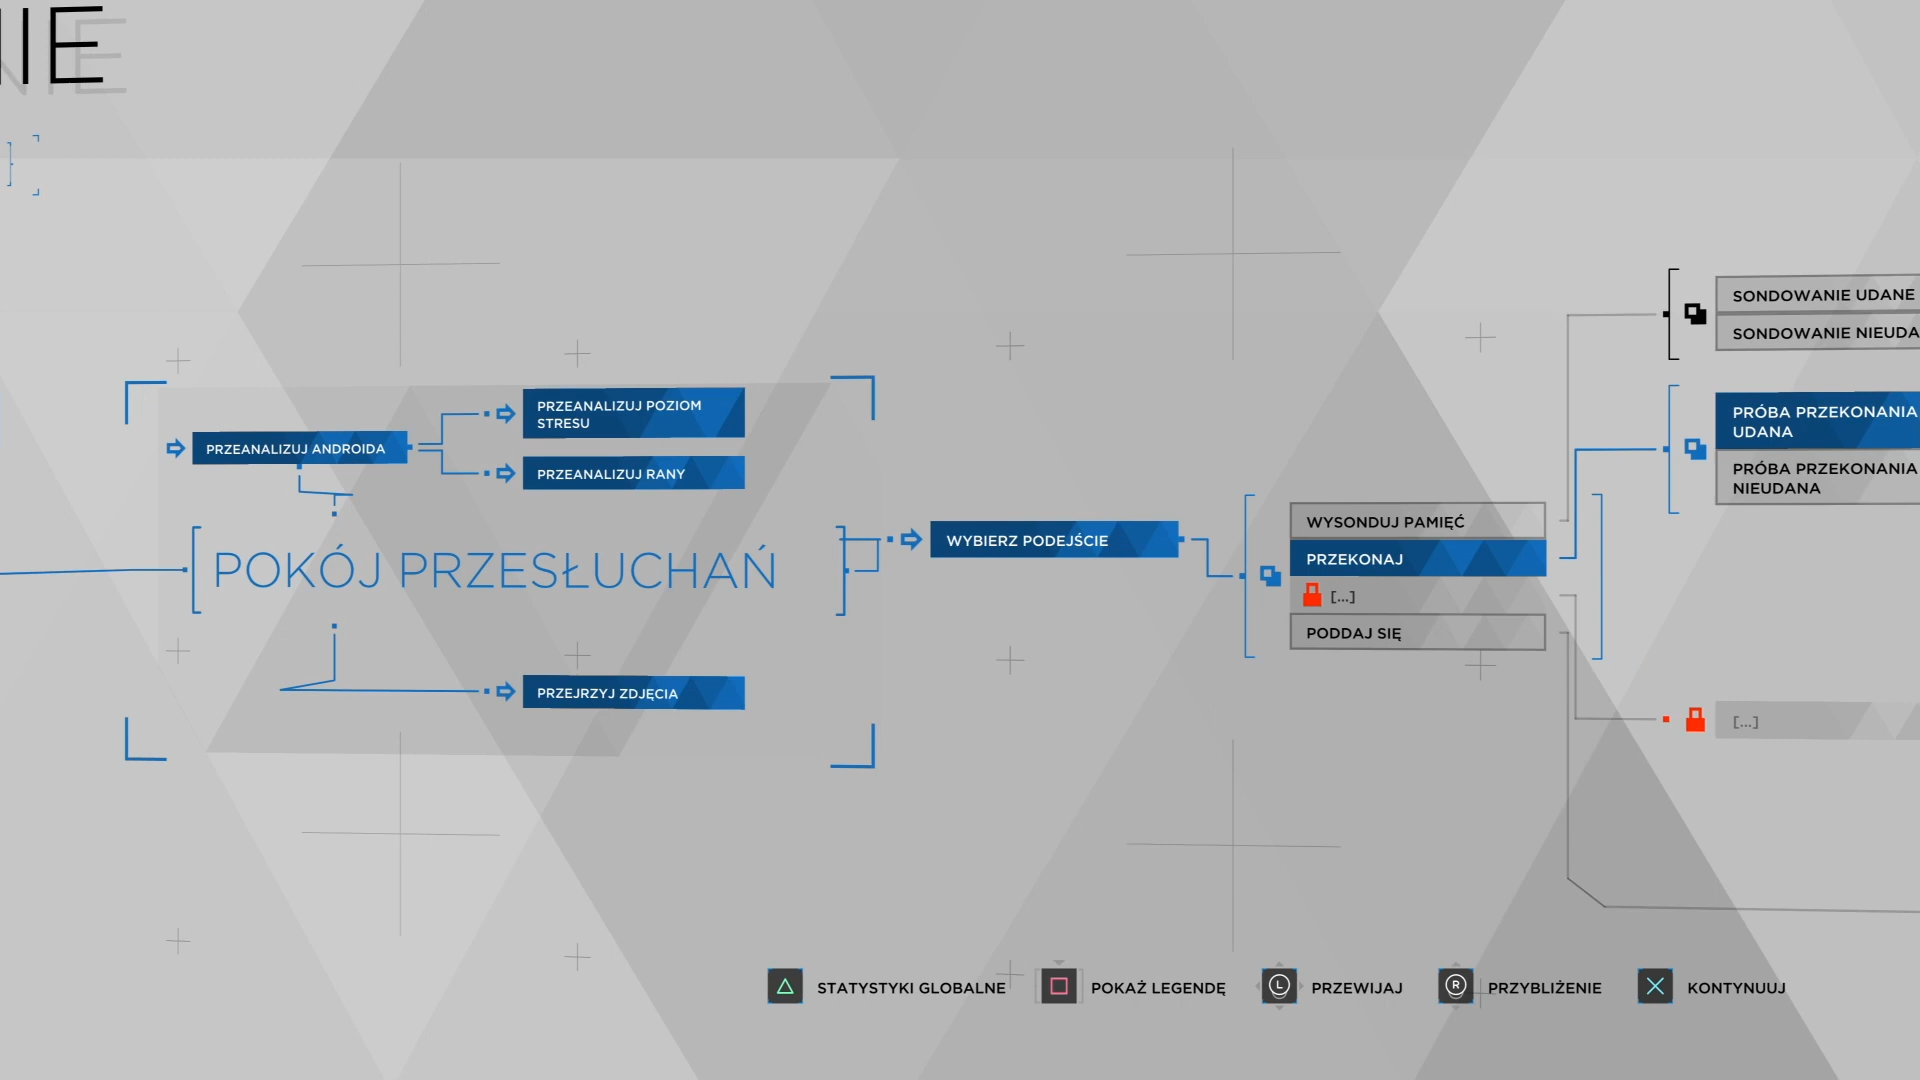 NIE
PRZEANALIZUJ ANDROIDA
PRZEANALIZUJ POZIOM
STRESU
PRZEANALIZUJ RANY
POKÓJ PRZESŁUCHAŃ
PRZEJRZYJ ZDJĘCIA
WYBIERZ PODEJŚCIE
WYSONDUJ PAMIĘĆ
PRZEKONAJ
[...]
PODDAJ SIĘ
SONDOWANIE UDANE
SONDOWANIE NIEUDA
PRÓBA PRZEKONANIA
UDANA
PRÓBA PRZEKONANIA
NIEUDANA
[...]
STATYSTYKI GLOBALNE
POKAŻ LEGENDĘ
L
PRZEWIJAJ
R
PRZYBLIŻENIE
KONTYNUUJ